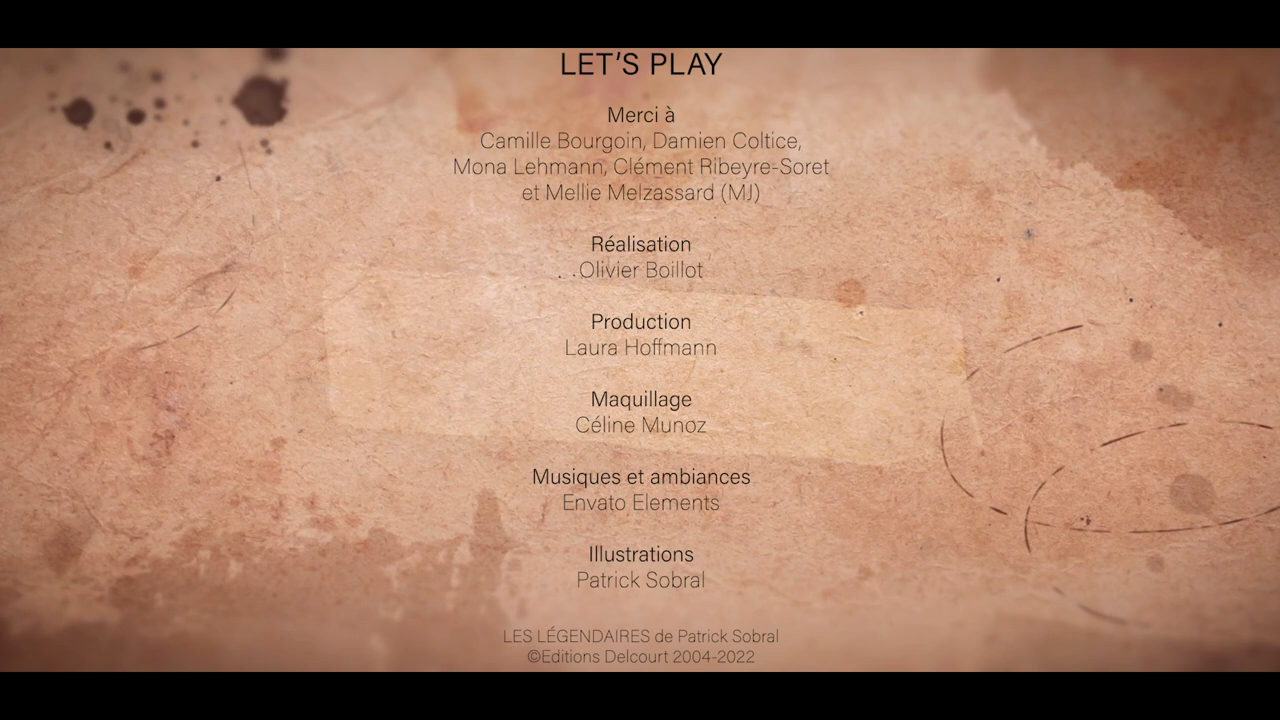 LET'S PLAY
Merci à
Camille Bourgoin, Damien Coltice,
Mona Lehmann, Clément Ribeyre-Soret
et Mellie Melzassard (MJ)
Réalisation
Olivier Boillot
Production
Laura Hoffmann
Maquillage
Céline Munoz
Musiques et ambiances
Envato Elements
Illustrations
Patrick Sobral
LES LÉGENDAIRES de Patrick Sobral
©Editions Delcourt 2004-2022